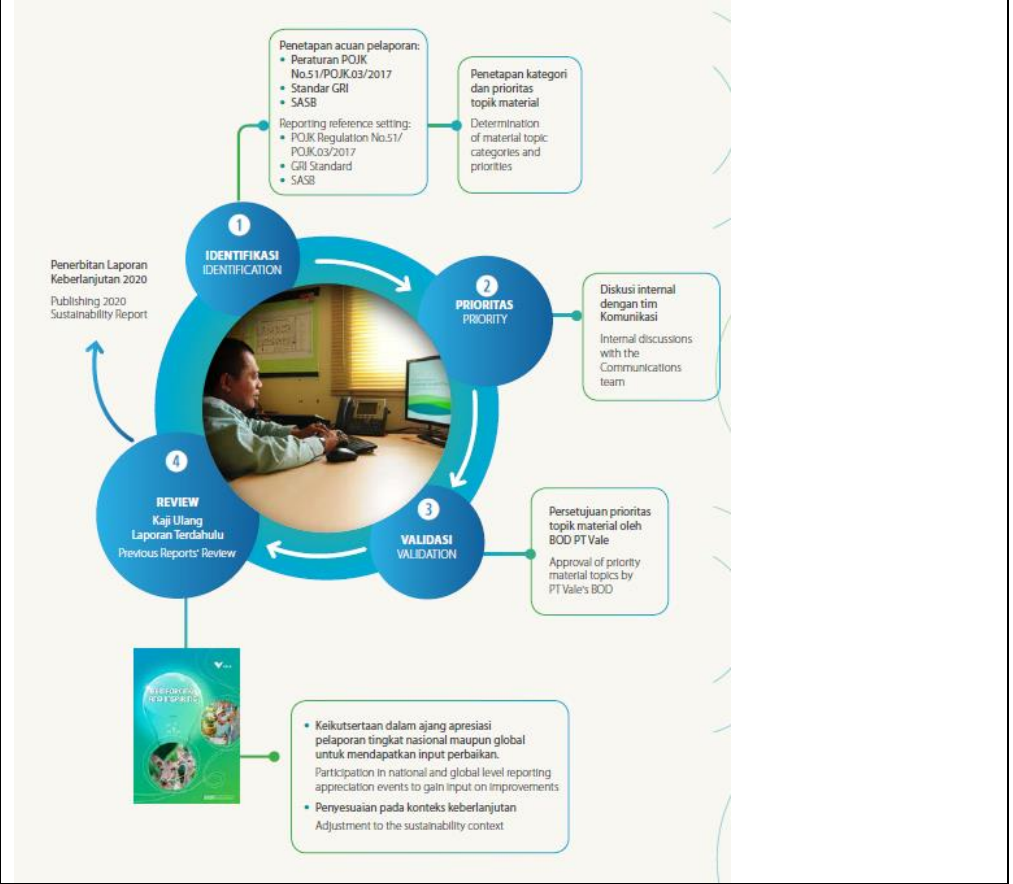 Penetapan acuan pelaporan:
• Peraturan POJK
No.51/POJK.03/2017
• Standar GRI
• SASB
Reporting reference setting:
• POJK Regulation No.51/
POJK.03/2017
• GRI Standard
• SASB
Penetapan kategori
dan prioritas
topik material
Determination
of material topic
categories and
priorities
1
IDENTIFIKASI
IDENTIFICATION
2
PRIORITAS
PRIORITY
Diskusi internal
dengan tim
Komunikasi
Internal discussions
with the
Communications
team
3
VALIDASI
VALIDATION
Persetujuan prioritas
topik material oleh
BOD PT Vale
Approval of priority
material topics by
PT Vale's BOD
4
REVIEW
Kaji Ulang
Laporan Terdahulu
Previous Reports' Review
Penerbitan Laporan
Keberlanjutan 2020
Publishing 2020
Sustainability Report
• Keikutsertaan dalam ajang apresiasi
pelaporan tingkat nasional maupun global
untuk mendapatkan input perbaikan.
Participation in national and global level reporting
appreciation events to gain input on improvements
• Penyesuaian pada konteks keberlanjutan
Adjustment to the sustainability context